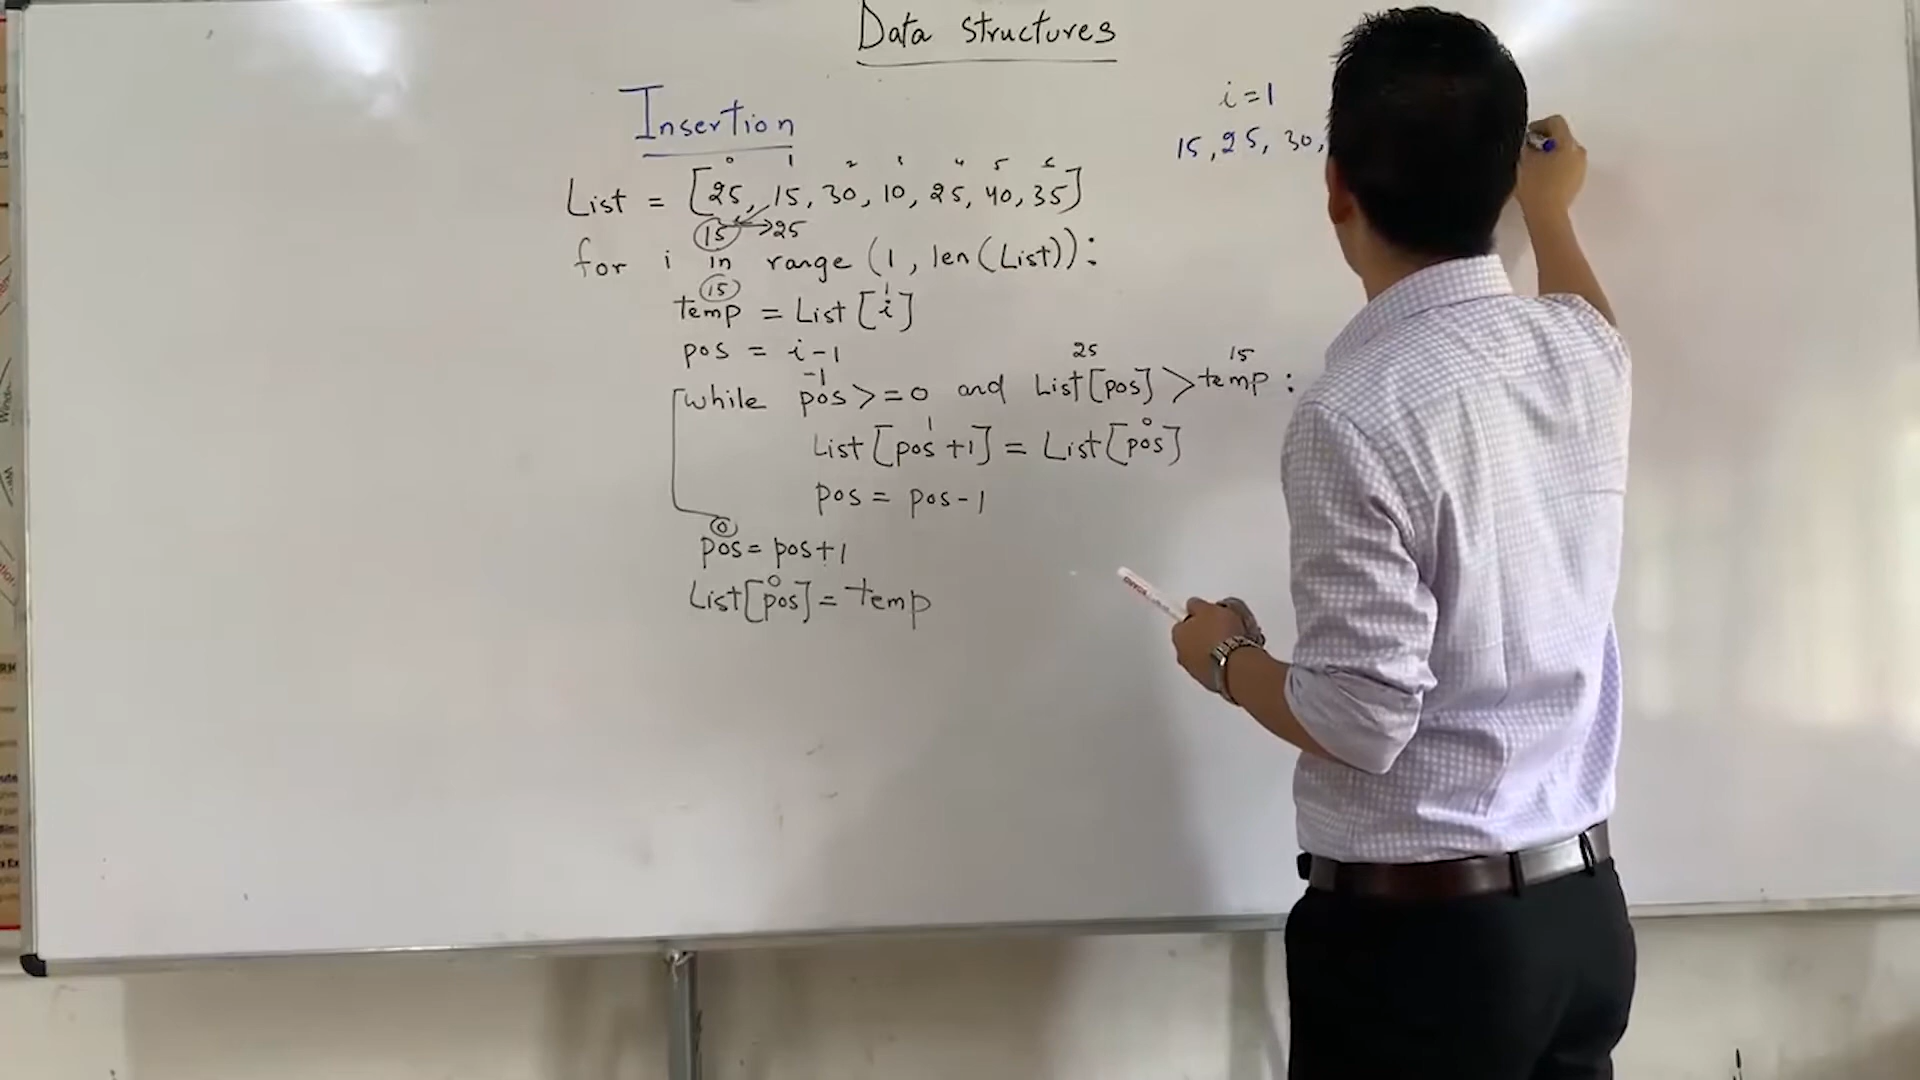 Data Structures
Insertion
i = 1
15, 25, 30,
0 1 2 3 4 5 6
List = [25, 15, 30, 10, 25, 40, 35]
15 25
for i in range (1, len(List)):
15 1
temp = List [i]
pos = i-1
-1 25 15
while pos >= 0 and List[pos] > temp :
1 0
List [pos +1] = List [pos]
pos = pos-1
0
pos = pos+1
0
List[pos] = temp